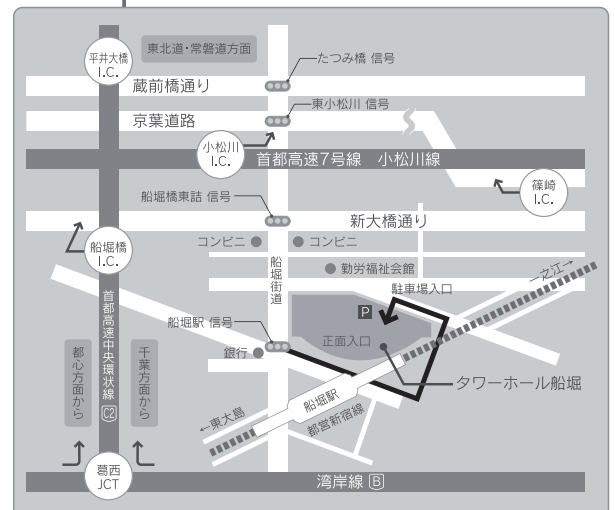 平井大橋
I.C.
東北道・常磐道方面
たつみ橋 信号
蔵前橋通り
東小松川 信号
京葉道路
小松川
I.C.
首都高速7号線 小松川線
篠崎
I.C.
船堀橋東詰 信号
新大橋通り
船堀橋
I.C.
コンビニ
コンビニ
船堀街道
勤労福祉会館
一之江→
駐車場入口
首都高速中央環状線
C2
船堀駅 信号
P
正面入口
都心方面から
千葉方面から
銀行
タワーホール船堀
船堀駅
都営新宿線
←東大島
葛西
JCT
湾岸線 B